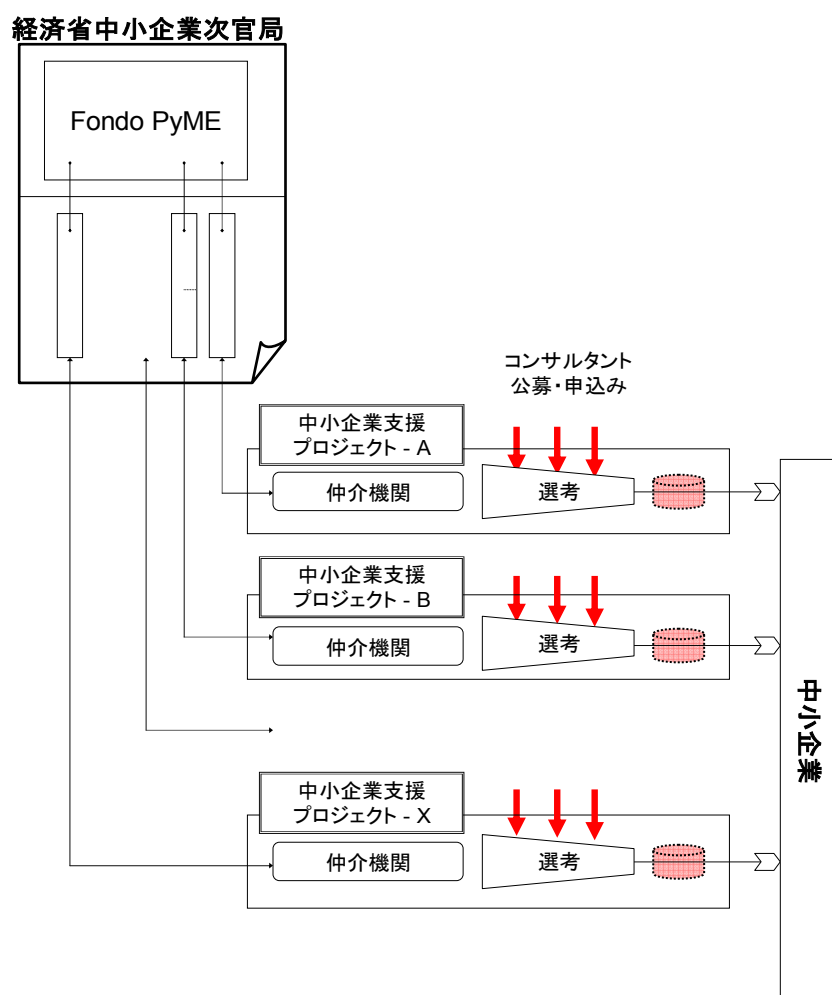 経済省中小企業次官局
Fondo PyME
コンサルタント
公募・申込み
中小企業支援
プロジェクト - A
仲介機関
選考
中小企業支援
プロジェクト - B
仲介機関
選考
中小企業
中小企業支援
プロジェクト - X
仲介機関
選考